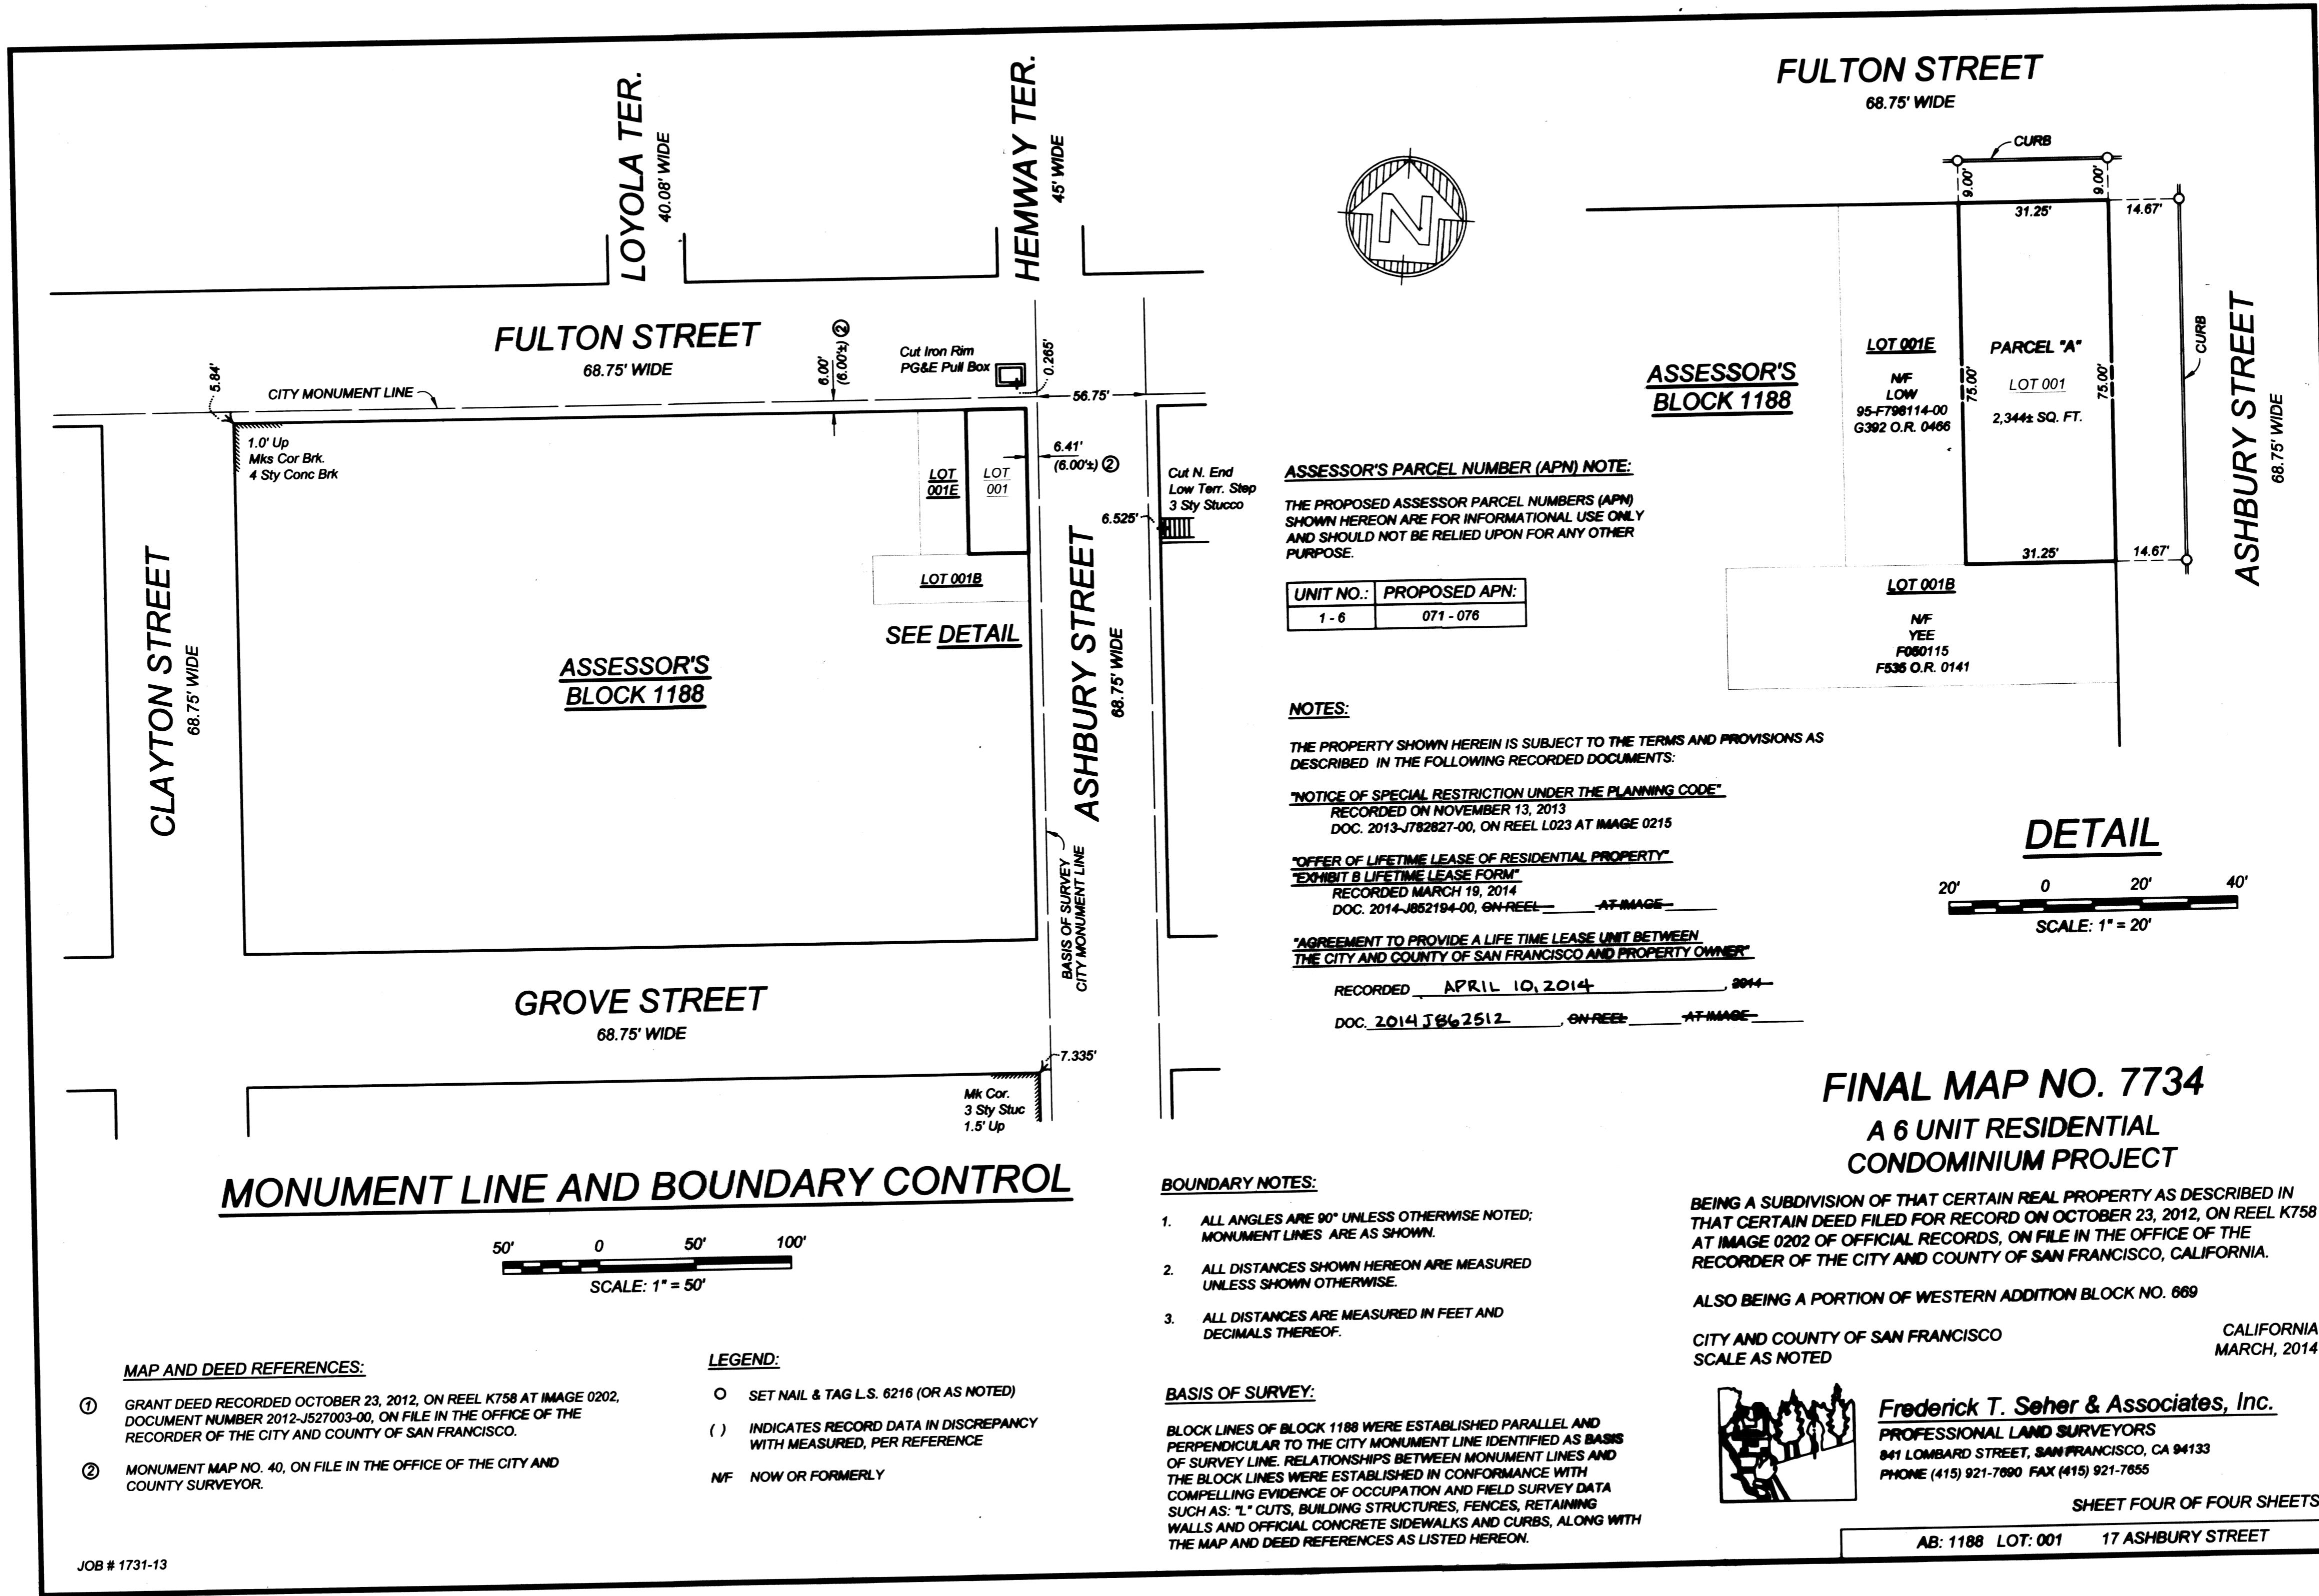 LOYOLA TER.
40.08' WIDE
HEMWAY TER.
45' WIDE
FULTON STREET
68.75' WIDE
5.84'
CITY MONUMENT LINE
6.00'
(6.00'±) 2
Cut Iron Rim
PG&E Pull Box
0.265'
56.75'
1.0' Up
Mks Cor Brk.
4 Sty Conc Brk
LOT
001E
LOT
001
6.41'
(6.00'±) 2
Cut N. End
Low Terr. Step
3 Sty Stucco
6.525'
LOT 001B
SEE DETAIL
CLAYTON STREET
68.75' WIDE
ASSESSOR'S
BLOCK 1188
ASHBURY STREET
68.75' WIDE
BASIS OF SURVEY
CITY MONUMENT LINE
GROVE STREET
68.75' WIDE
7.335'
Mk Cor.
3 Sty Stuc
1.5' Up
MONUMENT LINE AND BOUNDARY CONTROL
50' 0 50' 100'
SCALE: 1" = 50'
MAP AND DEED REFERENCES:
1 GRANT DEED RECORDED OCTOBER 23, 2012, ON REEL K758 AT IMAGE 0202,
DOCUMENT NUMBER 2012-J527003-00, ON FILE IN THE OFFICE OF THE
RECORDER OF THE CITY AND COUNTY OF SAN FRANCISCO.
2 MONUMENT MAP NO. 40, ON FILE IN THE OFFICE OF THE CITY AND
COUNTY SURVEYOR.
LEGEND:
SET NAIL & TAG L.S. 6216 (OR AS NOTED)
( ) INDICATES RECORD DATA IN DISCREPANCY
WITH MEASURED, PER REFERENCE
N/F NOW OR FORMERLY
JOB # 1731-13
N
FULTON STREET
68.75' WIDE
CURB
9.00'
9.00'
31.25'
14.67'
CURB
ASSESSOR'S
BLOCK 1188
LOT 001E
N/F
LOW
95-F798114-00
G392 O.R. 0466
75.00'
PARCEL "A"
LOT 001
2,344± SQ. FT.
75.00'
ASHBURY STREET
68.75' WIDE
31.25'
14.67'
LOT 001B
N/F
YEE
F060115
F535 O.R. 0141
DETAIL
20' 0 20' 40'
SCALE: 1" = 20'
ASSESSOR'S PARCEL NUMBER (APN) NOTE:
THE PROPOSED ASSESSOR PARCEL NUMBERS (APN)
SHOWN HEREON ARE FOR INFORMATIONAL USE ONLY
AND SHOULD NOT BE RELIED UPON FOR ANY OTHER
PURPOSE.
UNIT NO.: PROPOSED APN:
1 - 6 071 - 076
NOTES:
THE PROPERTY SHOWN HEREIN IS SUBJECT TO THE TERMS AND PROVISIONS AS
DESCRIBED IN THE FOLLOWING RECORDED DOCUMENTS:
"NOTICE OF SPECIAL RESTRICTION UNDER THE PLANNING CODE"
RECORDED ON NOVEMBER 13, 2013
DOC. 2013-J782827-00, ON REEL L023 AT IMAGE 0215
"OFFER OF LIFETIME LEASE OF RESIDENTIAL PROPERTY"
"EXHIBIT B LIFETIME LEASE FORM"
RECORDED MARCH 19, 2014
DOC. 2014-J852194-00, ON REEL ______ AT IMAGE ______
"AGREEMENT TO PROVIDE A LIFE TIME LEASE UNIT BETWEEN
THE CITY AND COUNTY OF SAN FRANCISCO AND PROPERTY OWNER"
RECORDED APRIL 10, 2014, 2014
DOC. 2014 J862512, ON REEL ______ AT IMAGE ______
BOUNDARY NOTES:
1. ALL ANGLES ARE 90° UNLESS OTHERWISE NOTED;
MONUMENT LINES ARE AS SHOWN.
2. ALL DISTANCES SHOWN HEREON ARE MEASURED
UNLESS SHOWN OTHERWISE.
3. ALL DISTANCES ARE MEASURED IN FEET AND
DECIMALS THEREOF.
BASIS OF SURVEY:
BLOCK LINES OF BLOCK 1188 WERE ESTABLISHED PARALLEL AND
PERPENDICULAR TO THE CITY MONUMENT LINE IDENTIFIED AS BASIS
OF SURVEY LINE. RELATIONSHIPS BETWEEN MONUMENT LINES AND
THE BLOCK LINES WERE ESTABLISHED IN CONFORMANCE WITH
COMPELLING EVIDENCE OF OCCUPATION AND FIELD SURVEY DATA
SUCH AS: "L" CUTS, BUILDING STRUCTURES, FENCES, RETAINING
WALLS AND OFFICIAL CONCRETE SIDEWALKS AND CURBS, ALONG WITH
THE MAP AND DEED REFERENCES AS LISTED HEREON.
FINAL MAP NO. 7734
A 6 UNIT RESIDENTIAL
CONDOMINIUM PROJECT
BEING A SUBDIVISION OF THAT CERTAIN REAL PROPERTY AS DESCRIBED IN
THAT CERTAIN DEED FILED FOR RECORD ON OCTOBER 23, 2012, ON REEL K758
AT IMAGE 0202 OF OFFICIAL RECORDS, ON FILE IN THE OFFICE OF THE
RECORDER OF THE CITY AND COUNTY OF SAN FRANCISCO, CALIFORNIA.
ALSO BEING A PORTION OF WESTERN ADDITION BLOCK NO. 669
CITY AND COUNTY OF SAN FRANCISCO CALIFORNIA
SCALE AS NOTED MARCH, 2014
Frederick T. Seher & Associates, Inc.
PROFESSIONAL LAND SURVEYORS
841 LOMBARD STREET, SAN FRANCISCO, CA 94133
PHONE (415) 921-7690 FAX (415) 921-7655
SHEET FOUR OF FOUR SHEETS
AB: 1188 LOT: 001 17 ASHBURY STREET